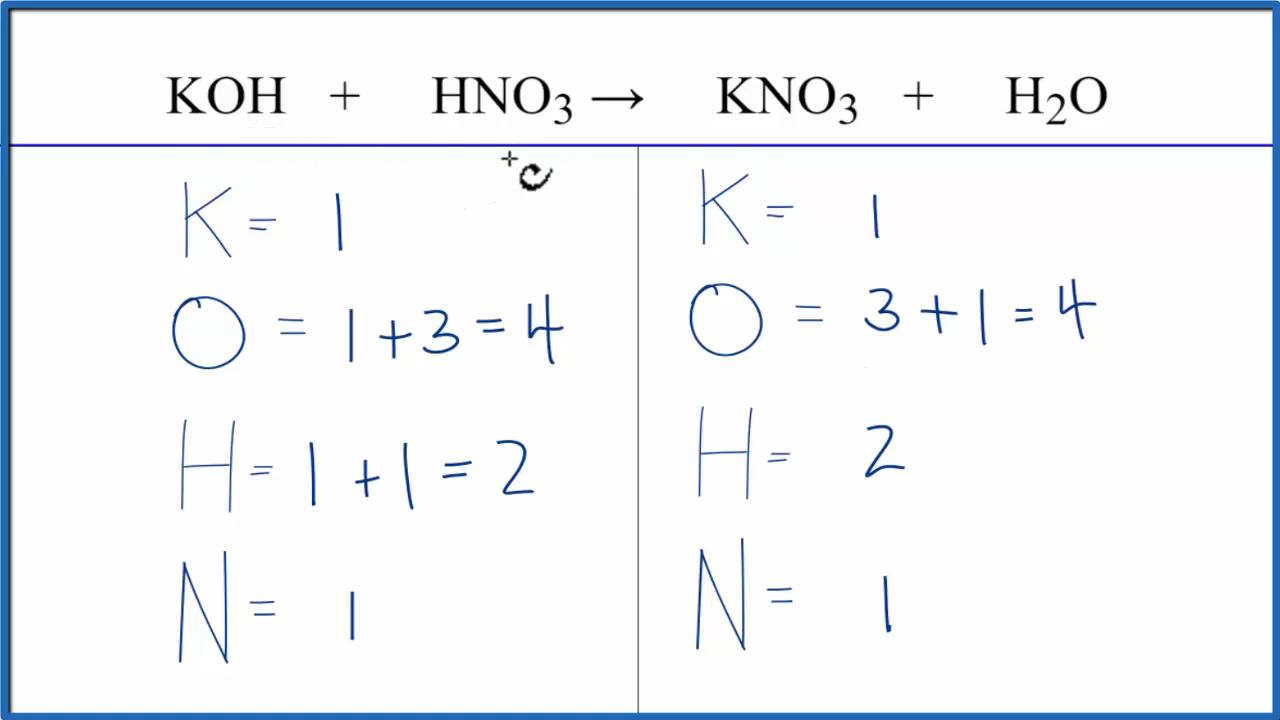 KOH + HNO₃ → KNO₃ + H₂O
K = 1
O = 1 + 3 = 4
H = 1 + 1 = 2
N = 1
K = 1
O = 3 + 1 = 4
H = 2
N = 1